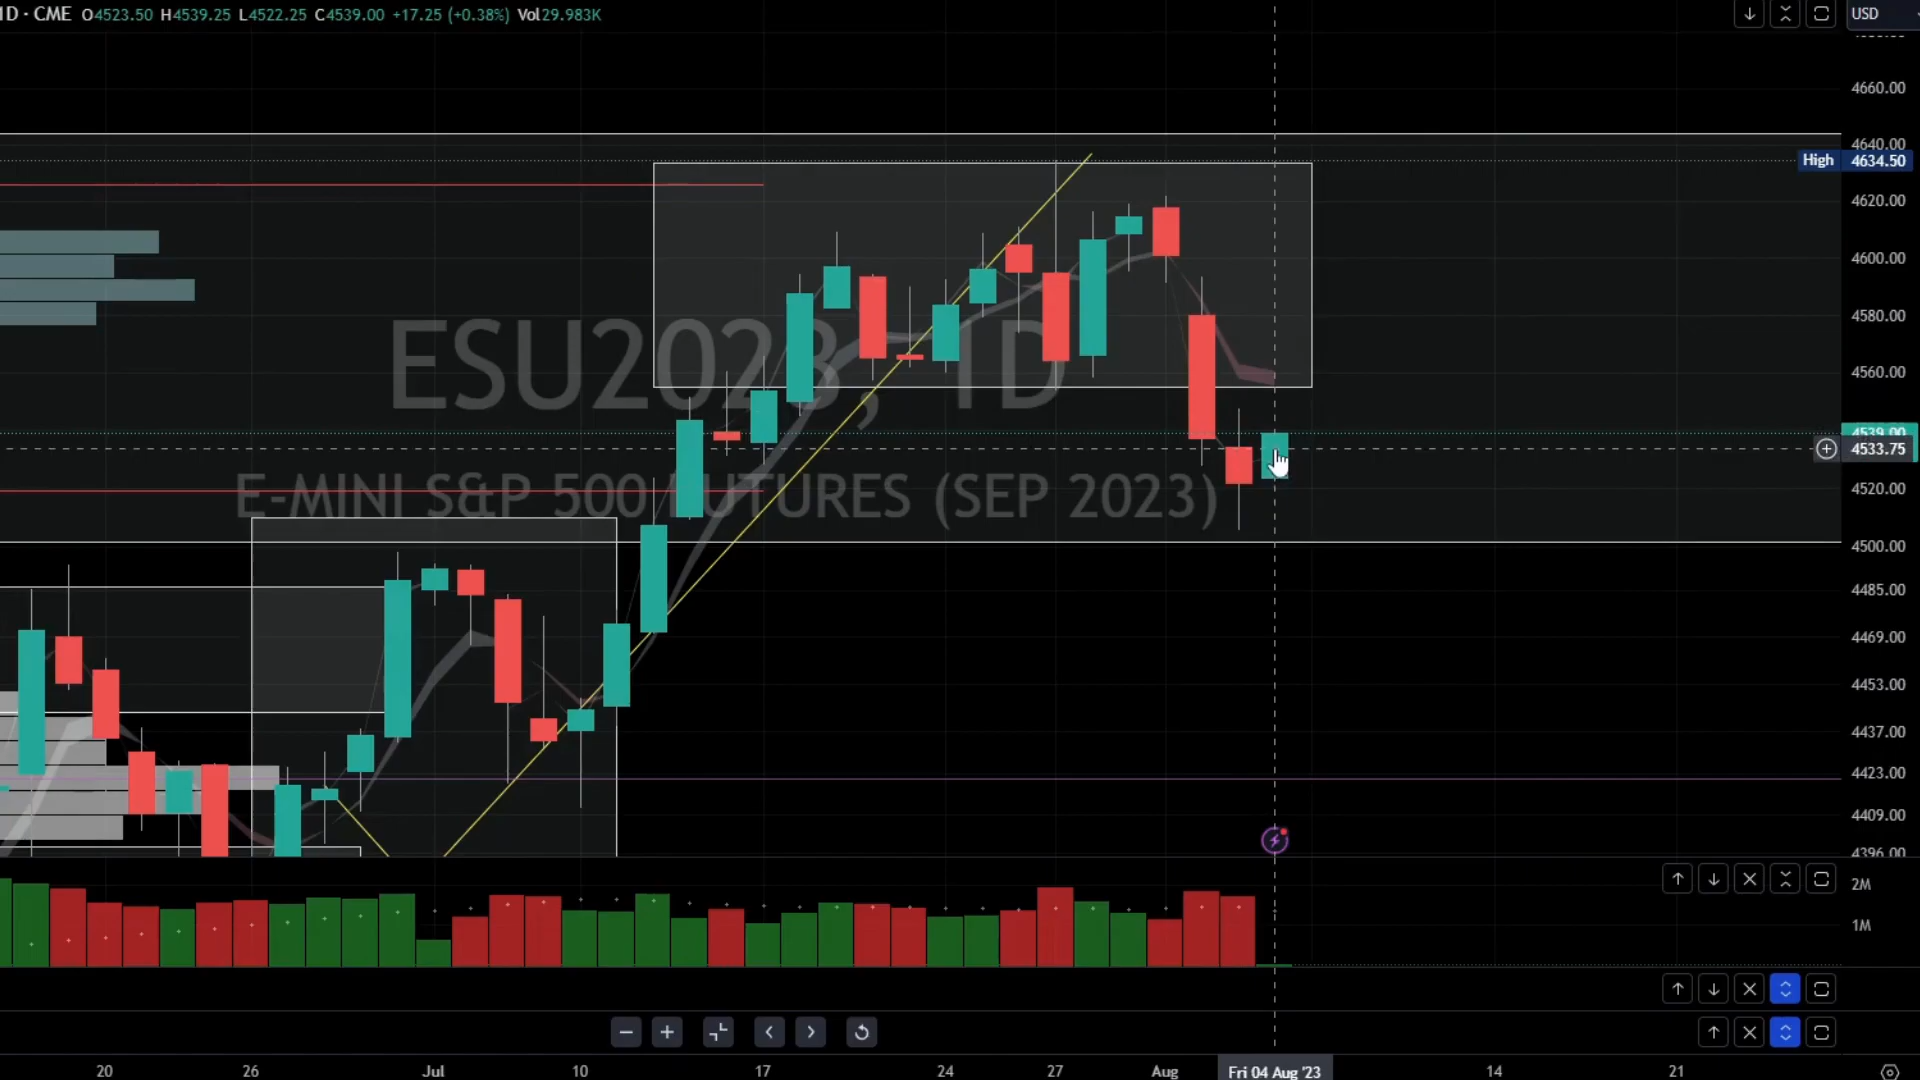 1D · CME O4523.50 H4539.25 L4522.25 C4539.00 +17.25 (+0.38%) Vol29.983K
USD
4660.00
4640.00
High 4634.50
4620.00
4600.00
4580.00
4560.00
4539.00
4533.75
4520.00
4500.00
4485.00
4469.00
4453.00
4437.00
4423.00
4409.00
4396.00
ESU2023, 1D
E-MINI S&P 500 FUTURES (SEP 2023)
2M
1M
20 26 Jul 10 17 24 27 Aug Fri 04 Aug '23 14 21